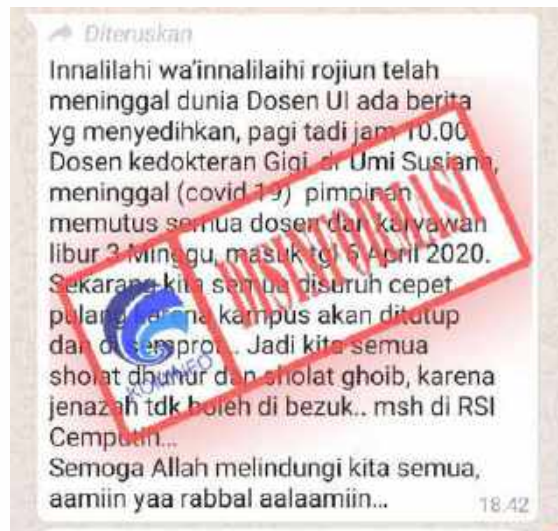 Diteruskan
Innalilahi wa'innalilaihi rojiun telah
meninggal dunia Dosen UI ada berita
yg menyedihkan, pagi tadi jam 10.00
Dosen kedokteran Gigi, dr Umi Susiana,
meninggal (covid 19) pimpinan
memutus semua dosen dan karyawan
libur 3 Minggu, masuk tgl 6 April 2020.
Sekarang kita semua disuruh cepet
pulang karena kampus akan ditutup
dan di semprot... Jadi kita semua
sholat dhuhur dan sholat ghoib, karena
jenazah tdk boleh di bezuk.. msh di RSI
Cemputih...
Semoga Allah melindungi kita semua,
aamiin yaa rabbal aalaamiin...
18.42
KOMINFO
DISINFORMASI